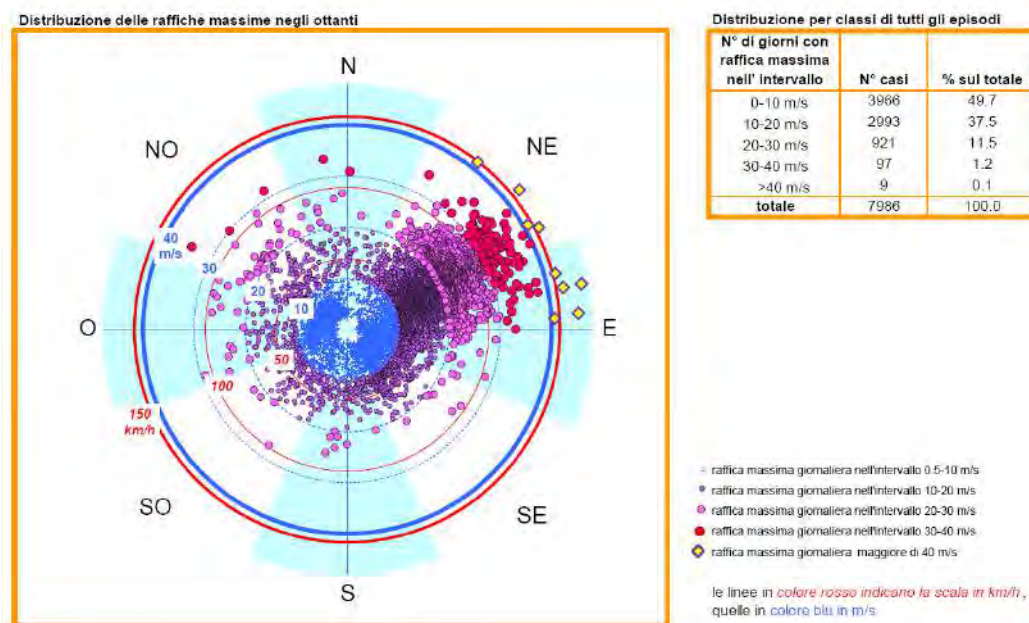 Distribuzione delle raffiche massime negli ottanti
N
NO
NE
40
m/s
30
20
10
O
E
50
100
150
km/h
SO
SE
S
Distribuzione per classi di tutti gli episodi
N° di giorni con raffica massima nell' intervallo N° casi % sul totale
0-10 m/s 3966 49.7
10-20 m/s 2993 37.5
20-30 m/s 921 11.5
30-40 m/s 97 1.2
>40 m/s 9 0.1
totale 7986 100.0
raffica massima giornaliera nell'intervallo 0.5-10 m/s
raffica massima giornaliera nell'intervallo 10-20 m/s
raffica massima giornaliera nell'intervallo 20-30 m/s
raffica massima giornaliera nell'intervallo 30-40 m/s
raffica massima giornaliera maggiore di 40 m/s
le linee in colore rosso indicano la scala in km/h ,
quelle in colore blu in m/s